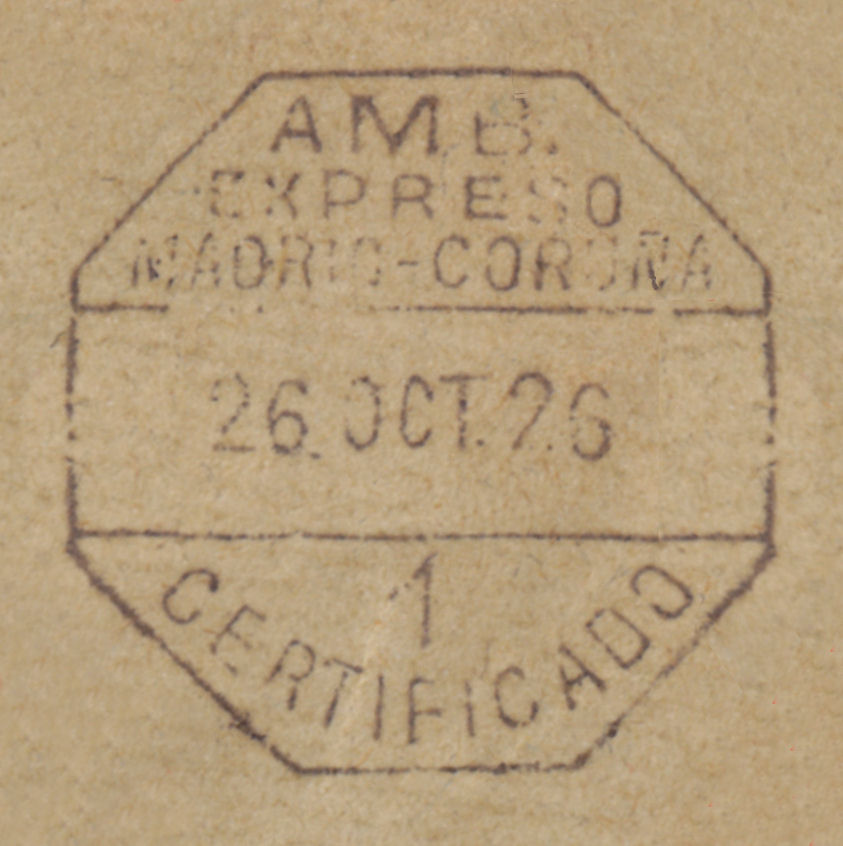 AMB.
EXPRESO
MADRID-CORUÑA
26.OCT.26
1
CERTIFICADO